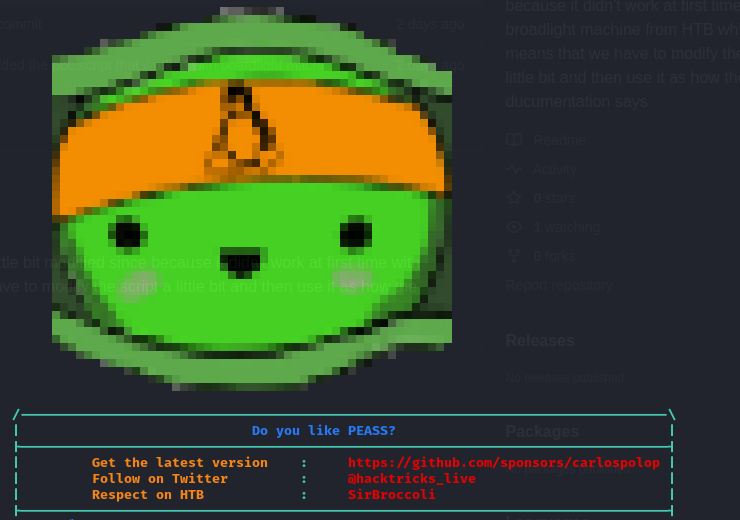 commit 2 days ago
because it didn't work at first time
broadlight machine from HTB wh
means that we have to modify the
little bit and then use it as how the
ducumentation says
Readme
Activity
0 stars
1 watching
0 forks
Report repository
Releases
No releases published
Packages
Do you like PEASS?
Get the latest version : https://github.com/sponsors/carlospolop
Follow on Twitter : @hacktricks_live
Respect on HTB : SirBroccoli